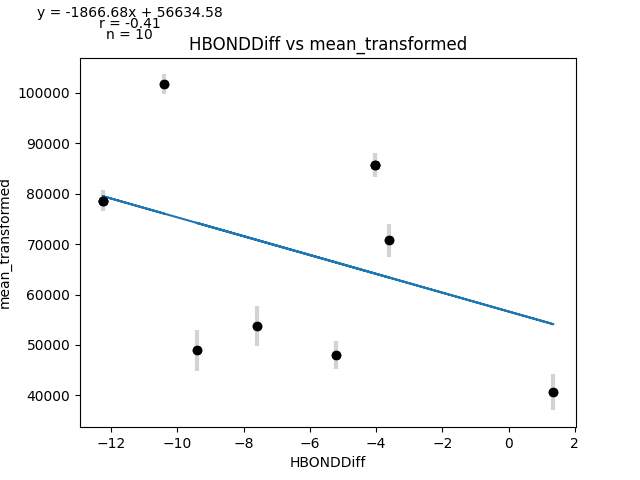 y = -1866.68x + 56634.58
r = -0.41
n = 10
HBONDDiff vs mean_transformed
100000
90000
80000
70000
60000
50000
40000
mean_transformed
−12
−10
−8
−6
−4
−2
0
2
HBONDDiff